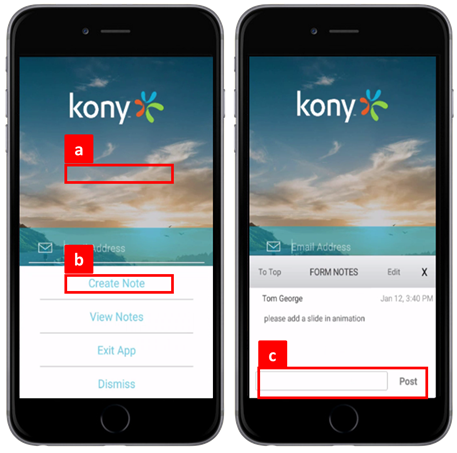 kony
a
Address
b
Create Note
View Notes
Exit App
Dismiss
kony
Email Address
To Top FORM NOTES Edit X
Tom George Jan 12, 3:40 PM
please add a slide in animation
c
Post